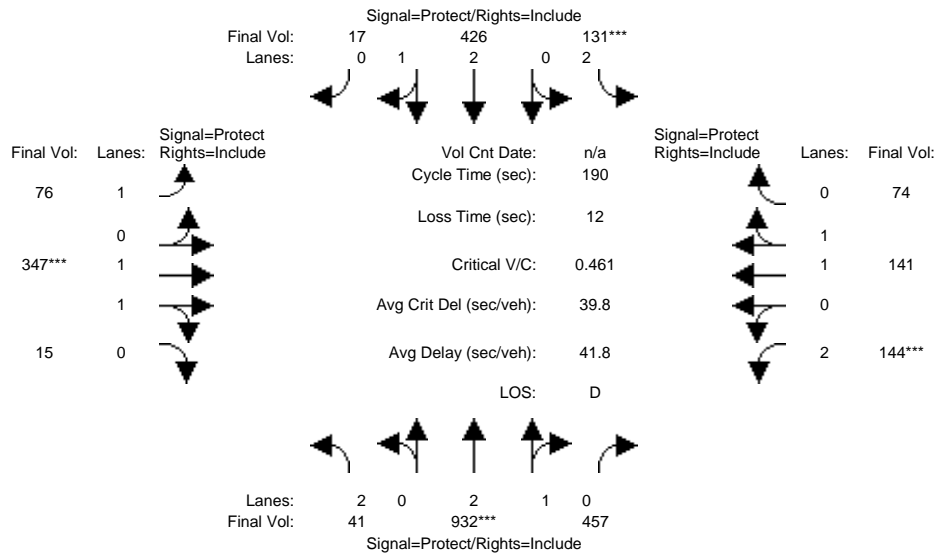 Signal=Protect/Rights=Include
Final Vol: 17 426 131***
Lanes: 0 1 2 0 2
Signal=Protect
Final Vol: Lanes: Rights=Include
Vol Cnt Date: n/a
Signal=Protect
Rights=Include Lanes: Final Vol:
Cycle Time (sec): 190
76 1
0 74
Loss Time (sec): 12
0
1
347*** 1
Critical V/C: 0.461
1 141
1
Avg Crit Del (sec/veh): 39.8
0
15 0
Avg Delay (sec/veh): 41.8
2 144***
LOS: D
Lanes: 2 0 2 1 0
Final Vol: 41 932*** 457
Signal=Protect/Rights=Include